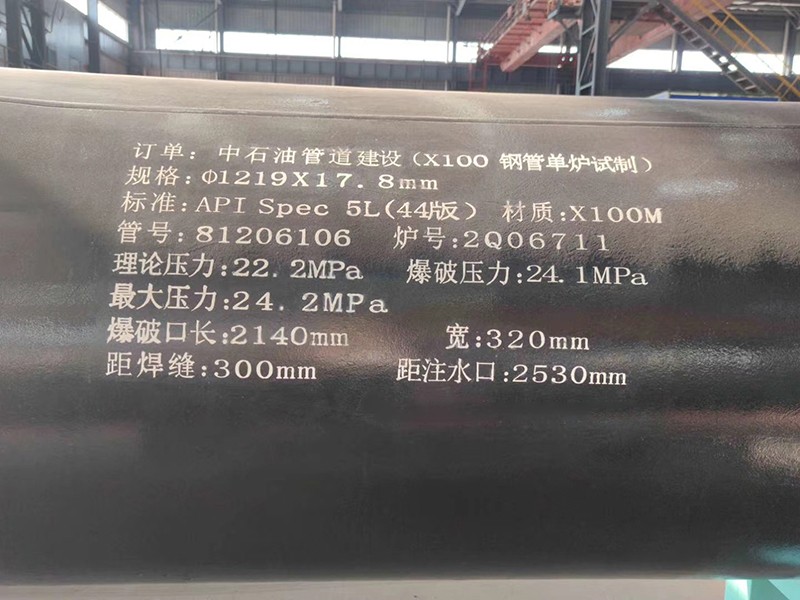 订单: 中石油管道建设(X100 钢管单炉试制)
规格:Φ1219X17.8mm
标准:API Spec 5L(44版) 材质:X100M
管号:81206106 炉号:2Q06711
理论压力:22.2MPa 爆破压力:24.1MPa
最大压力:24.2MPa
爆破口长:2140mm 宽:320mm
距焊缝:300mm 距注水口:2530mm